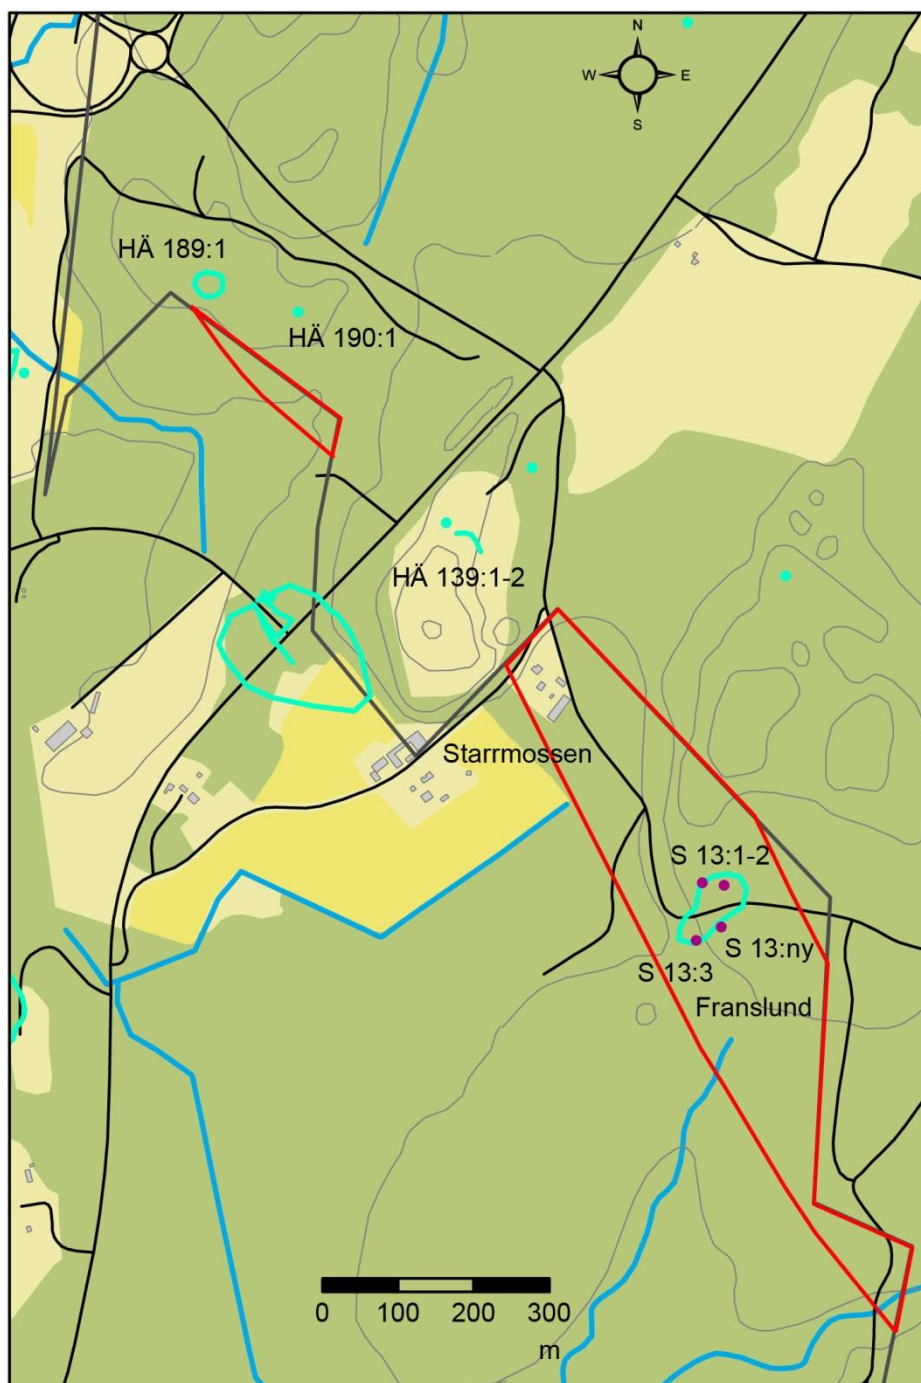 N
W E
S
HÄ 189:1
HÄ 190:1
HÄ 139:1-2
Starrmossen
S 13:1-2
S 13:ny
S 13:3
Franslund
0 100 200 300
m